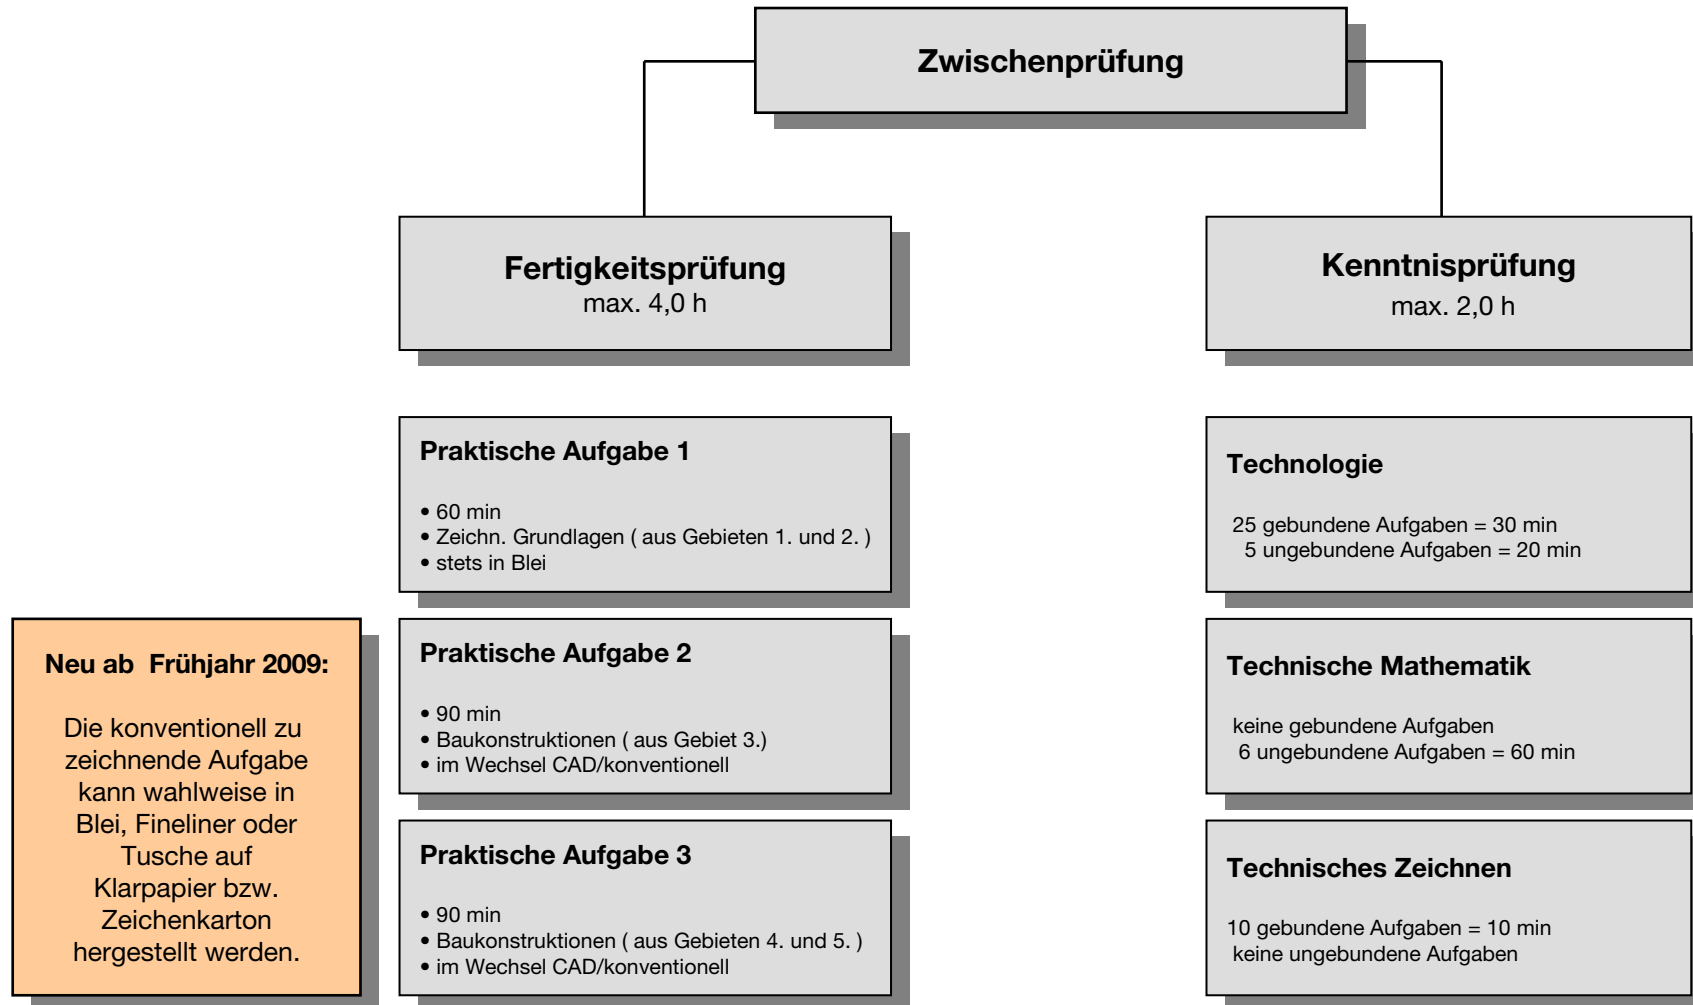 Zwischenprüfung
Fertigkeitsprüfung
max. 4,0 h
Kenntnisprüfung
max. 2,0 h
Praktische Aufgabe 1
• 60 min
• Zeichn. Grundlagen ( aus Gebieten 1. und 2. )
• stets in Blei
Technologie
25 gebundene Aufgaben = 30 min
5 ungebundene Aufgaben = 20 min
Neu ab  Frühjahr 2009:
Die konventionell zu
zeichnende Aufgabe
kann wahlweise in
Blei, Fineliner oder
Tusche auf
Klarpapier bzw.
Zeichenkarton
hergestellt werden.
Praktische Aufgabe 2
• 90 min
• Baukonstruktionen ( aus Gebiet 3.)
• im Wechsel CAD/konventionell
Technische Mathematik
keine gebundene Aufgaben
6 ungebundene Aufgaben = 60 min
Praktische Aufgabe 3
• 90 min
• Baukonstruktionen ( aus Gebieten 4. und 5. )
• im Wechsel CAD/konventionell
Technisches Zeichnen
10 gebundene Aufgaben = 10 min
keine ungebundene Aufgaben